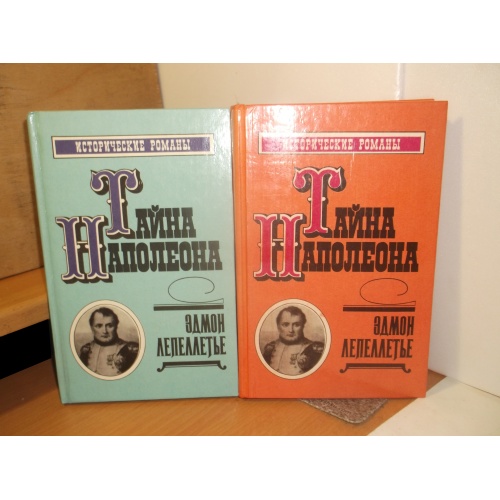 ИСТОРИЧЕСКИЕ РОМАНЫ
ТАЙНА
НАПОЛЕОНА
ЭДМОН
ЛЕПЕЛЛЕТЬЕ
ИСТОРИЧЕСКИЕ РОМАНЫ
ТАЙНА
НАПОЛЕОНА
ЭДМОН
ЛЕПЕЛЛЕТЬЕ